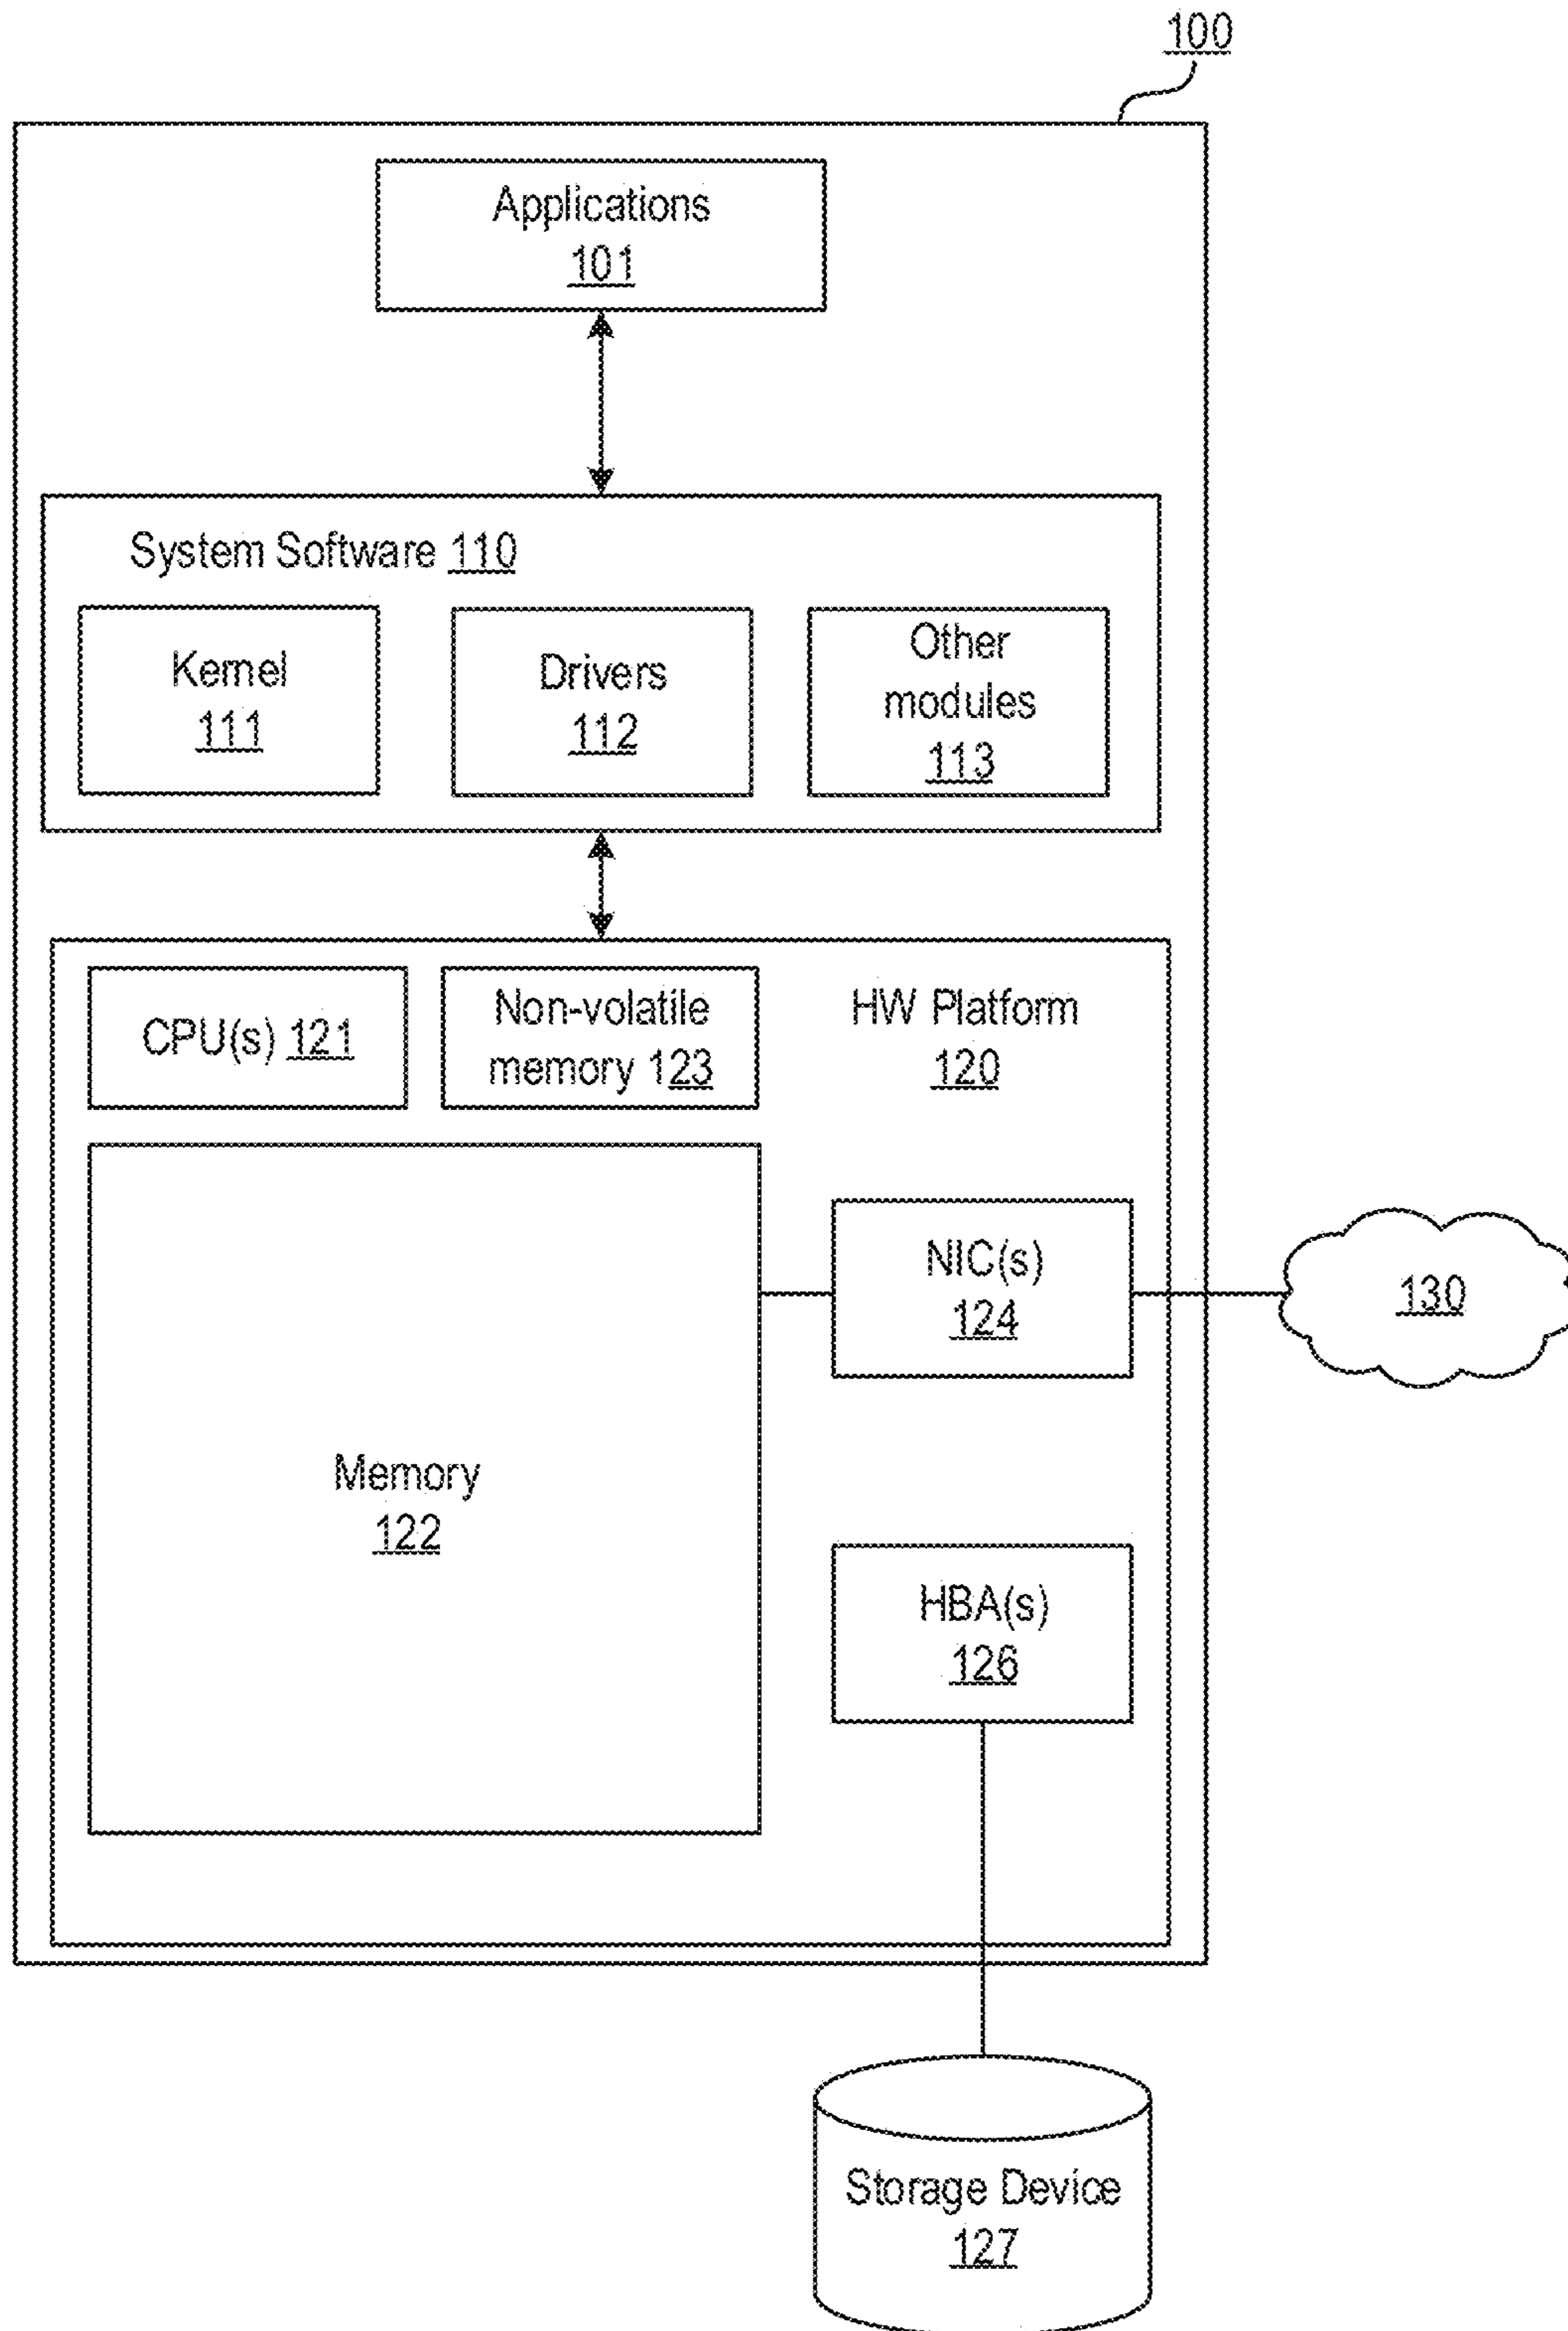 100
Applications
101
System Software 110
Kernel
111
Drivers
112
Other
modules
113
CPU(s) 121
Non-volatile
memory 123
HW Platform
120
NIC(s)
124
130
Memory
122
HBA(s)
126
Storage Device
127